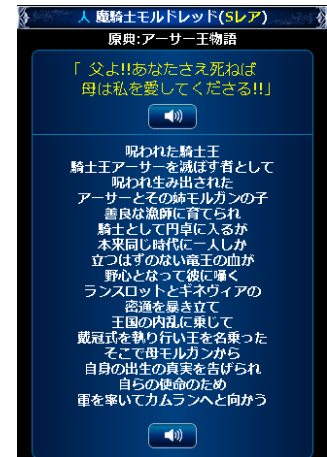 人 魔騎士モルドレッド(Sレア)
原典:アーサー王物語
「 父よ!!あなたさえ死ねば
母は私を愛してくださる!!」
呪われた騎士王
騎士王アーサーを滅ぼす者として
呪われ生み出された
アーサーとその姉モルガンの子
善良な漁師に育てられ
騎士として円卓に入るが
本来同じ時代に一人しか
立つはずのない竜王の血が
野心となって彼に囁く
ランスロットとギネヴィアの
密通を暴き立て
王国の内乱に乗じて
戴冠式を執り行い王を名乗った
そこで母モルガンから
自身の出生の真実を告げられ
自らの使命のため
軍を率いてカムランへと向かう